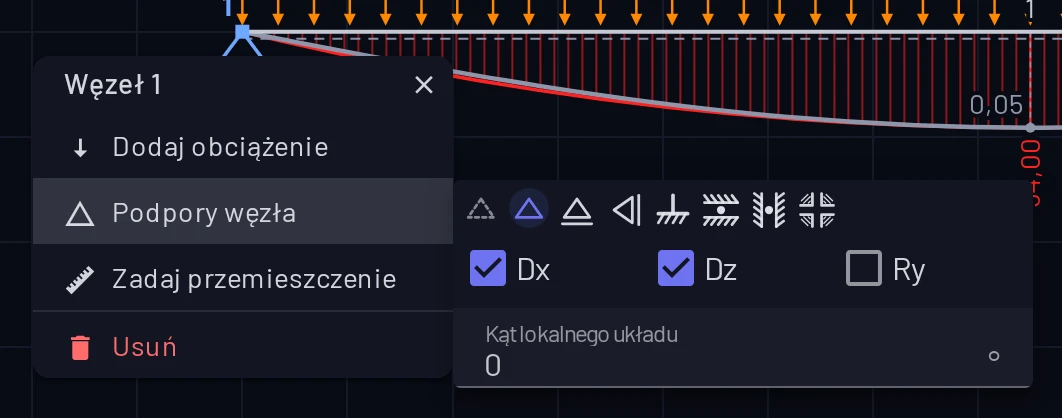 1
1
Węzeł 1
0,05
Dodaj obciążenie
Podpory węzła
Dx
Dz
Ry
Zadaj przemieszczenie
Kąt lokalnego układu
0
°
Usuń